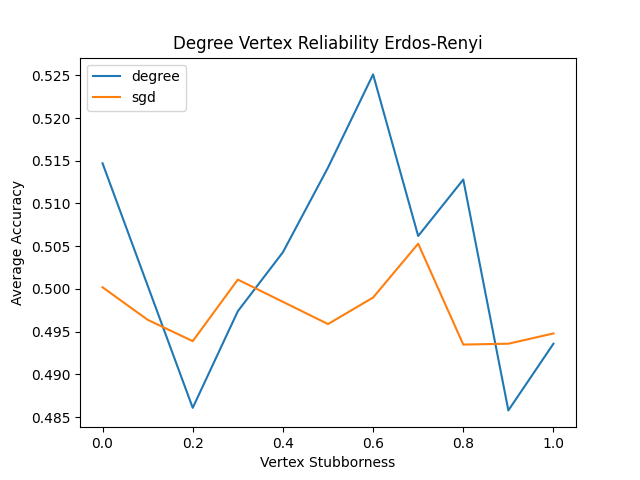 Degree Vertex Reliability Erdos-Renyi
degree
sgd
0.525
0.520
0.515
0.510
0.505
0.500
0.495
0.490
0.485
Average Accuracy
0.0 0.2 0.4 0.6 0.8 1.0
Vertex Stubborness